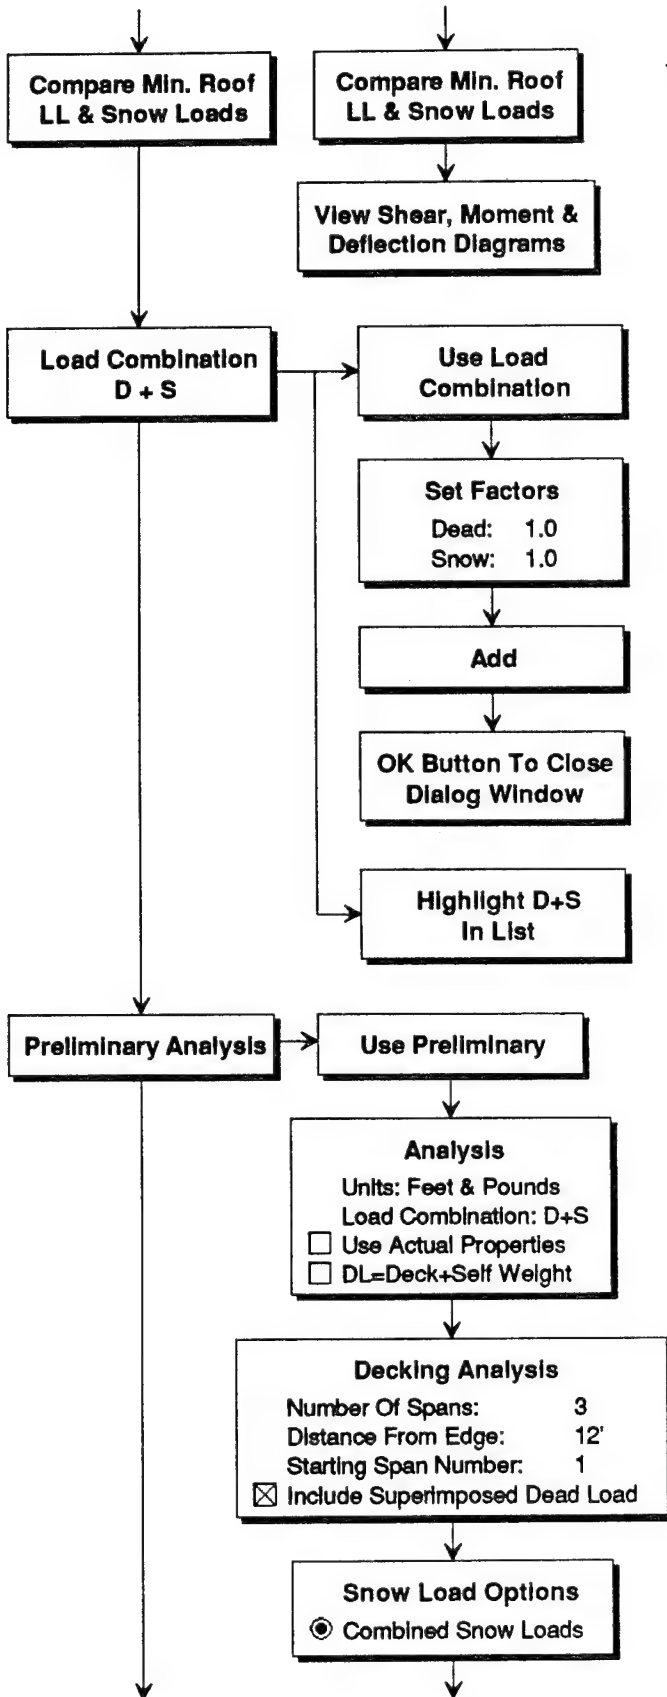 Compare Min. Roof
LL & Snow Loads
Compare Min. Roof
LL & Snow Loads
View Shear, Moment &
Deflection Diagrams
Load Combination
D + S
Use Load
Combination
Set Factors
Dead: 1.0
Snow: 1.0
Add
OK Button To Close
Dialog Window
Highlight D+S
In List
Preliminary Analysis
Use Preliminary
Analysis
Units: Feet & Pounds
Load Combination: D+S
Use Actual Properties
DL=Deck+Self Weight
Decking Analysis
Number Of Spans: 3
Distance From Edge: 12'
Starting Span Number: 1
Include Superimposed Dead Load
Snow Load Options
Combined Snow Loads